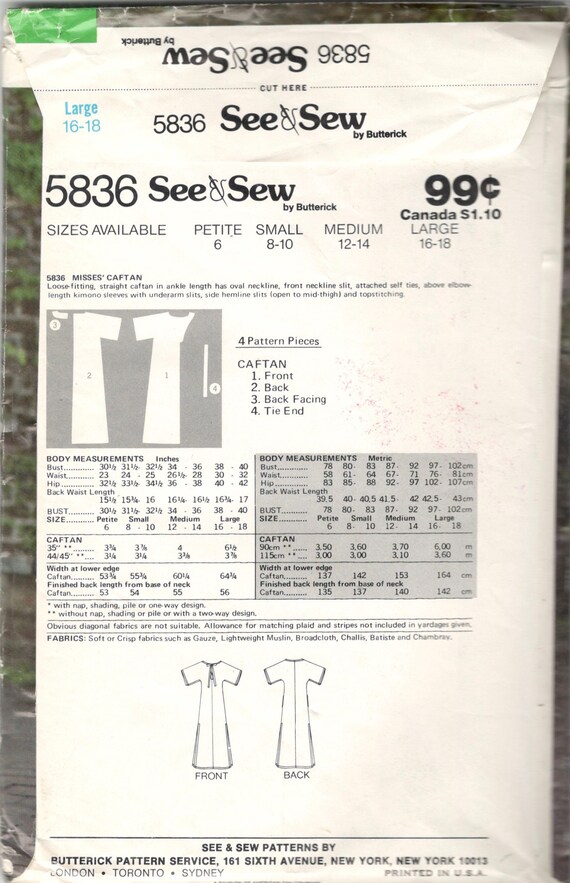 5836 See&Sew
by Butterick
CUT HERE
Large
16-18
5836 See&Sew
by Butterick
5836 See&Sew
by Butterick
99¢
Canada $1.10
SIZES AVAILABLE PETITE SMALL MEDIUM LARGE
6 8-10 12-14 16-18
5836 MISSES' CAFTAN
Loose-fitting, straight caftan in ankle length has oval neckline, front neckline slit, attached self ties, above elbow-
length kimono sleeves with underarm slits, side hemline slits (open to mid-thigh) and topstitching.
3
2
1
4
4 Pattern Pieces
CAFTAN
1. Front
2. Back
3. Back Facing
4. Tie End
BODY MEASUREMENTS Inches
Bust............ 30½ 31½ 32½ 34 - 36 38 - 40
Waist........... 23 24 - 25 26½ - 28 30 - 32
Hip............. 32½ 33½ 34½ 36 - 38 40 - 42
Back Waist Length
15½ 15¾ 16 16¼ 16½ 16¾ 17
BUST............ 30½ 31½ 32½ 34 - 36 38 - 40
SIZE............ Petite Small Medium Large
6 8 - 10 12 - 14 16 - 18
CAFTAN
35" **......... 3¾ 3⅞ 4 6½
44/45" **.... 3¼ 3¼ 3⅜ 3⅞
Width at lower edge
Caftan.......... 53¾ 55¾ 60¼ 64¾
Finished back length from base of neck
Caftan.......... 53 54 55 56
BODY MEASUREMENTS Metric
Bust............ 78 80- 83 87- 92 97- 102cm
Waist........... 58 61- 64 67- 71 76- 81cm
Hip............. 83 85- 88 92- 97 102- 107cm
Back Waist Length
39.5 40- 40.5 41.5- 42 42.5- 43cm
BUST............ 78 80- 83 87- 92 97- 102cm
SIZE............ Petite Small Medium Large
6 8 - 10 12 - 14 16 - 18
CAFTAN
90cm **...... 3.50 3.60 3.70 6.00 m
115cm **.... 3.00 3.00 3.10 3.60 m
Width at lower edge
Caftan.......... 137 142 153 164 cm
Finished back length from base of neck
Caftan.......... 135 137 140 142 cm
* with nap, shading, pile or one-way design.
** without nap, shading or pile or with a two-way design.
Obvious diagonal fabrics are not suitable. Allowance for matching plaid and stripes not included in yardages given.
FABRICS: Soft or Crisp fabrics such as Gauze, Lightweight Muslin, Broadcloth, Challis, Batiste and Chambray.
FRONT BACK
SEE & SEW PATTERNS BY
BUTTERICK PATTERN SERVICE, 161 SIXTH AVENUE, NEW YORK, NEW YORK 10013
LONDON • TORONTO • SYDNEY PRINTED IN U.S.A.